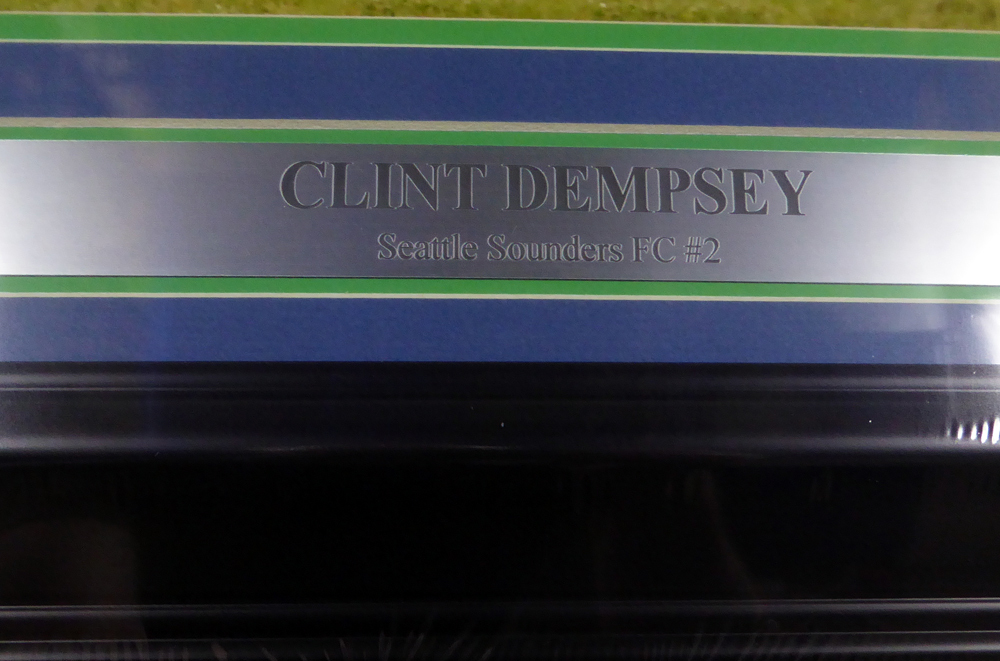 CLINT DEMPSEY
Seattle Sounders FC #2